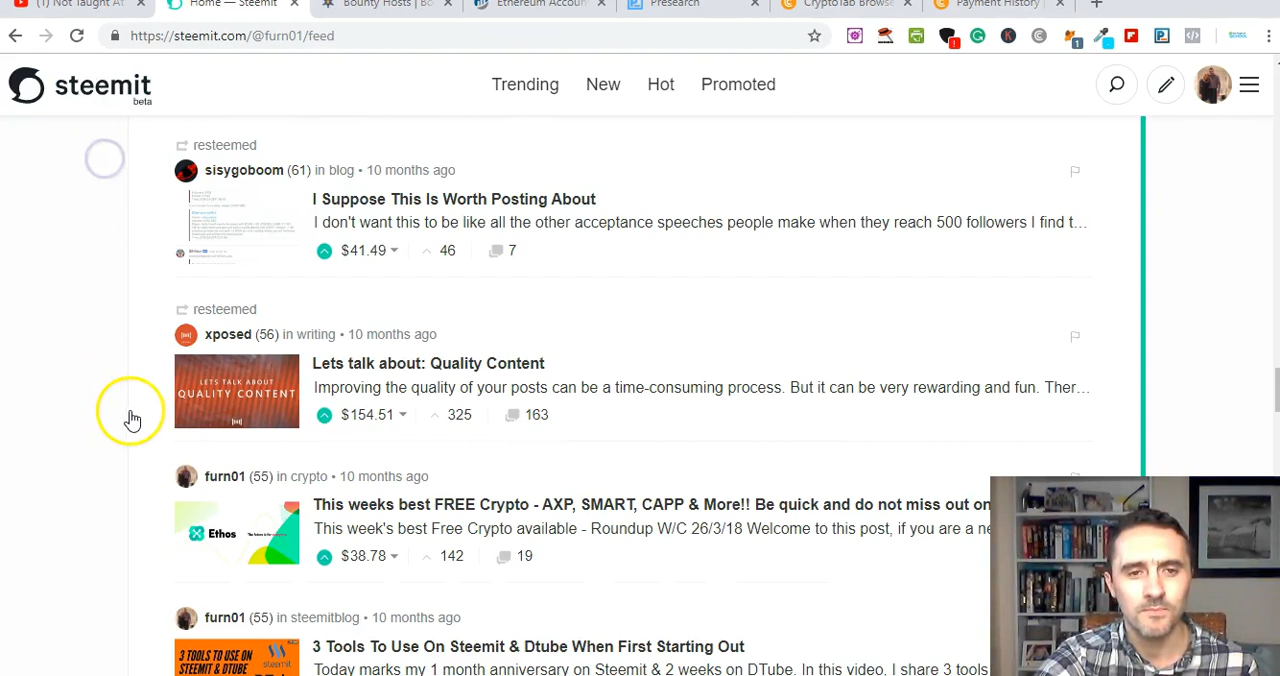 (1) Not Taught At
Home — Steemit
Bounty Hosts | Bo
Ethereum Accoun
Presearch
CryptoTab Browse
Payment History |
https://steemit.com/@furn01/feed
steemit
beta
Trending New Hot Promoted
resteemed
sisygoboom (61) in blog • 10 months ago
I Suppose This Is Worth Posting About
I don't want this to be like all the other acceptance speeches people make when they reach 500 followers I find t...
$41.49 46 7
resteemed
xposed (56) in writing • 10 months ago
LETS TALK ABOUT
QUALITY CONTENT
Lets talk about: Quality Content
Improving the quality of your posts can be a time-consuming process. But it can be very rewarding and fun. Ther...
$154.51 325 163
furn01 (55) in crypto • 10 months ago
Ethos
This weeks best FREE Crypto - AXP, SMART, CAPP & More!! Be quick and do not miss out on
This week's best Free Crypto available - Roundup W/C 26/3/18 Welcome to this post, if you are a ne
$38.78 142 19
furn01 (55) in steemitblog • 10 months ago
3 TOOLS TO USE ON
STEEMIT & DTUBE
steemit
3 Tools To Use On Steemit & Dtube When First Starting Out
Today marks my 1 month anniversary on Steemit & 2 weeks on DTube. In this video, I share 3 tools